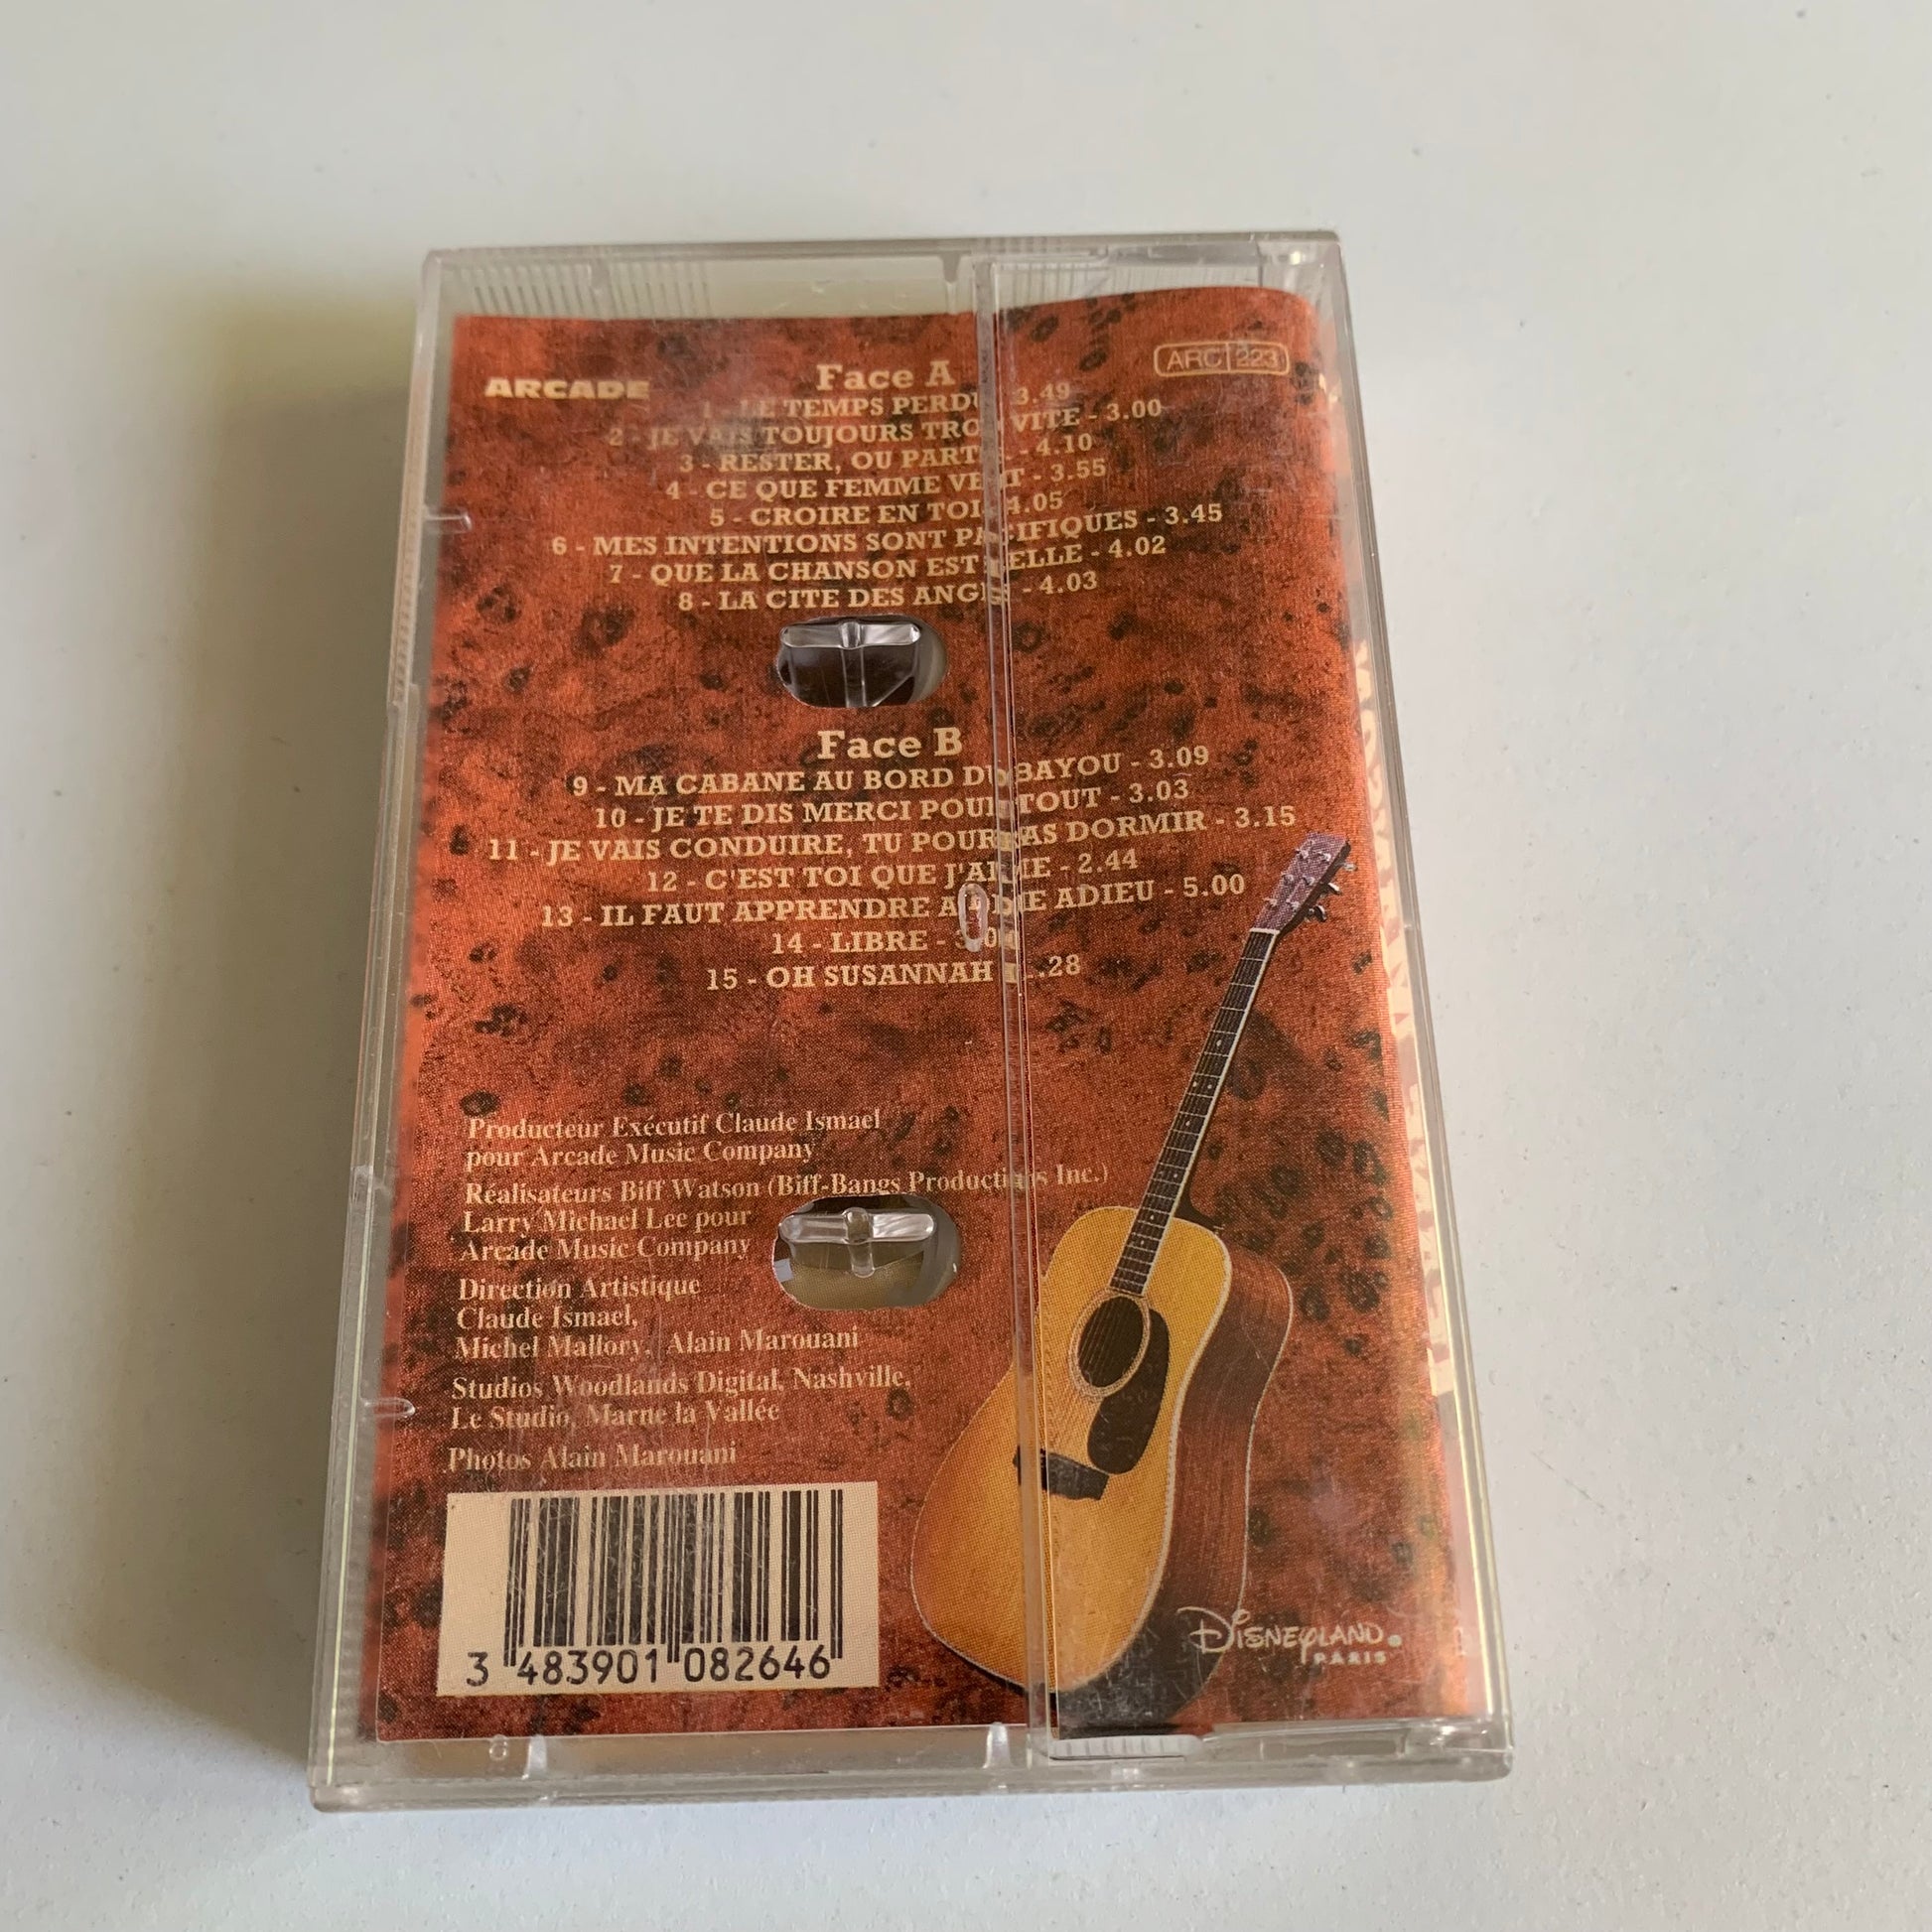 ARCADE
ARC 223
Face A
1 - LE TEMPS PERDU - 3.49
2 - JE VAIS TOUJOURS TROP VITE - 3.00
3 - RESTER, OU PARTIR - 4.10
4 - CE QUE FEMME VEUT - 3.55
5 - CROIRE EN TOI - 4.05
6 - MES INTENTIONS SONT PACIFIQUES - 3.45
7 - QUE LA CHANSON EST BELLE - 4.02
8 - LA CITE DES ANGES - 4.03
Face B
9 - MA CABANE AU BORD DU BAYOU - 3.09
10 - JE TE DIS MERCI POUR TOUT - 3.03
11 - JE VAIS CONDUIRE, TU POURRAS DORMIR - 3.15
12 - C'EST TOI QUE J'AIME - 2.44
13 - IL FAUT APPRENDRE A DIRE ADIEU - 5.00
14 - LIBRE -
15 - OH SUSANNAH
Producteur Exécutif Claude Ismael
pour Arcade Music Company
Réalisateurs Biff Watson (Biff-Bangs Productions Inc.)
Larry Michael Lee pour
Arcade Music Company
Direction Artistique
Claude Ismael,
Michel Mallory, Alain Marouani
Studios Woodlands Digital, Nashville,
Le Studio, Marne la Vallée
Photos Alain Marouani
3 483901 082646
DISNEYLAND
PARIS